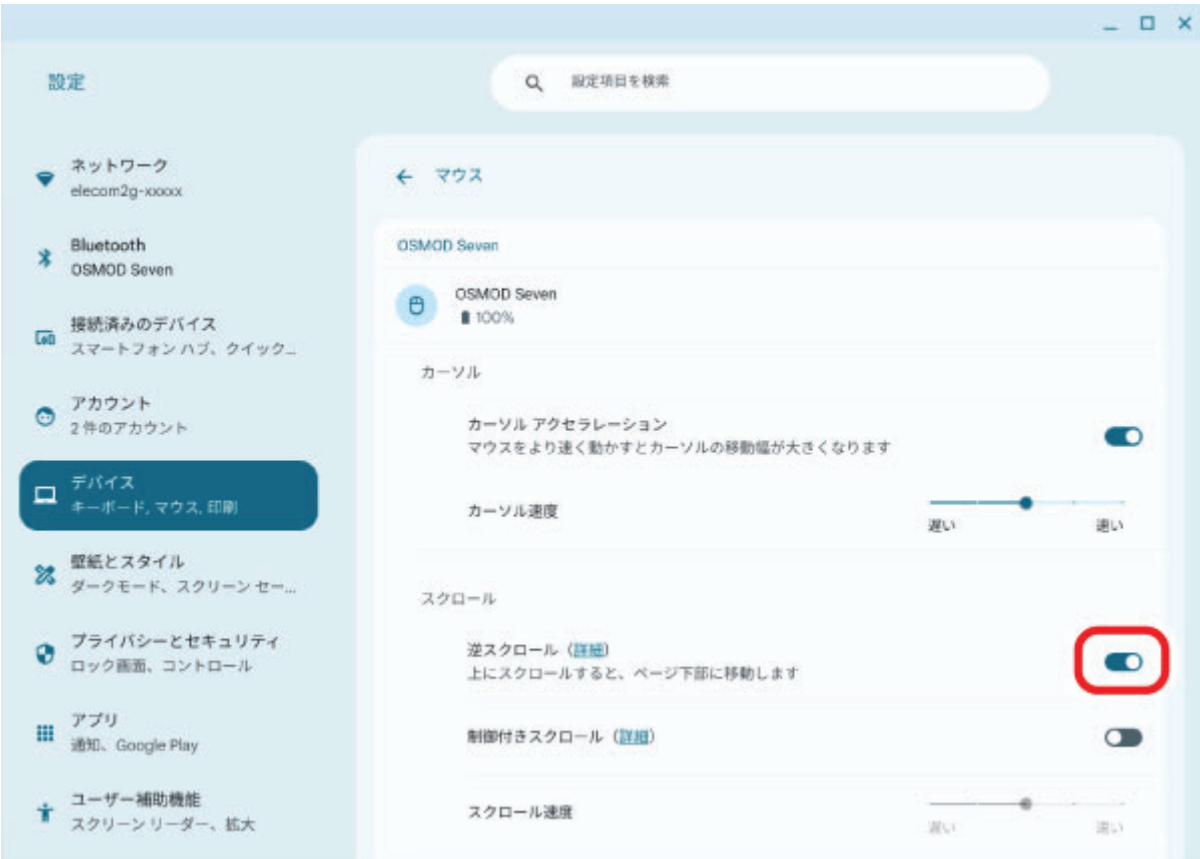 設定
設定項目を検索
ネットワーク
elecom2g-xxxxx
Bluetooth
OSMOD Seven
接続済みのデバイス
スマートフォン ハブ、クイック...
アカウント
2 件のアカウント
デバイス
キーボード, マウス, 印刷
壁紙とスタイル
ダークモード、スクリーン セー...
プライバシーとセキュリティ
ロック画面、コントロール
アプリ
通知、Google Play
ユーザー補助機能
スクリーン リーダー、拡大
マウス
OSMOD Seven
OSMOD Seven
100%
カーソル
カーソル アクセラレーション
マウスをより速く動かすとカーソルの移動幅が大きくなります
カーソル速度
遅い 速い
スクロール
逆スクロール（詳細）
上にスクロールすると、ページ下部に移動します
制御付きスクロール（詳細）
スクロール速度
遅い 速い